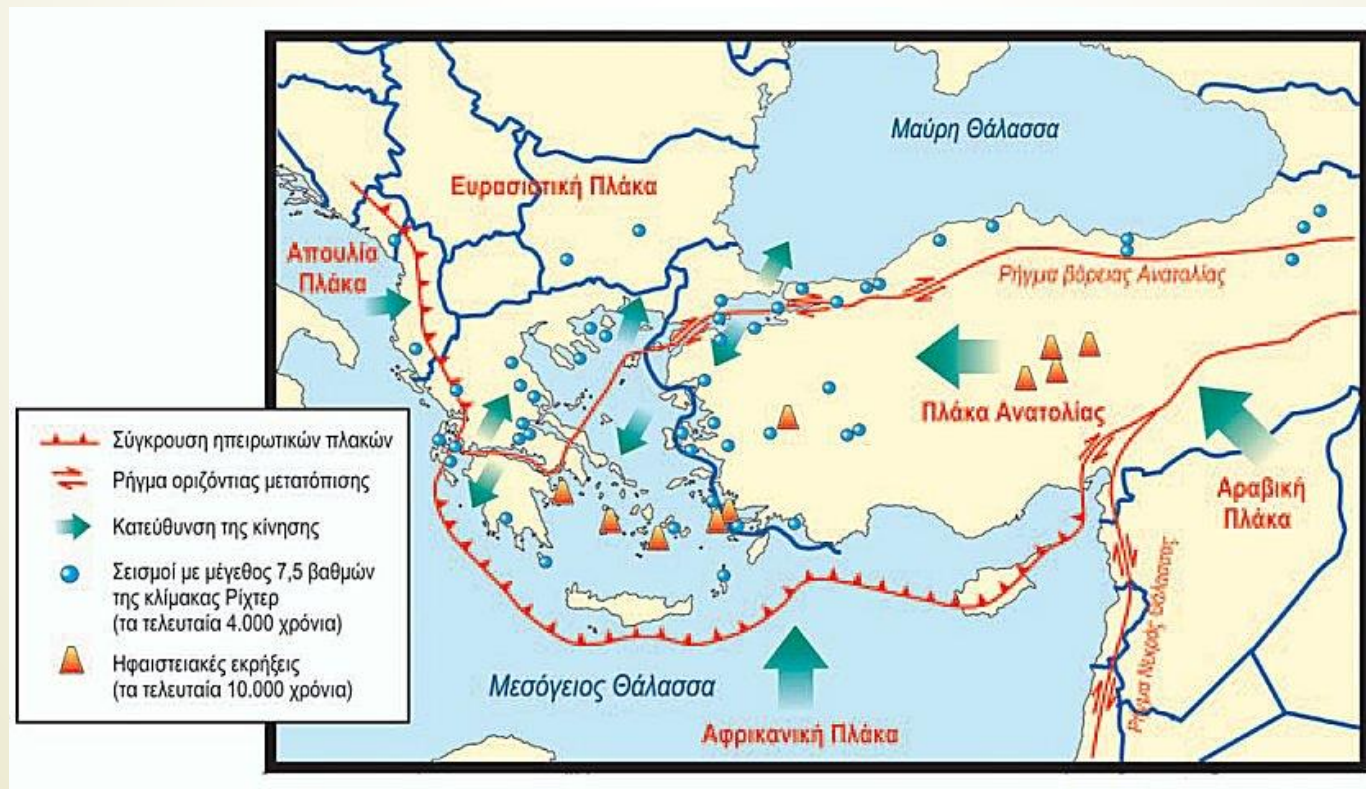 Μαύρη Θάλασσα
Ευρασιατική Πλάκα
Απουλία
Πλάκα
Ρήγμα βόρειας Ανατολίας
Πλάκα Ανατολίας
Αραβική
Πλάκα
Ρήγμα Νεκράς Θάλασσας
Μεσόγειος Θάλασσα
Αφρικανική Πλάκα
Σύγκρουση ηπειρωτικών πλακών
Ρήγμα οριζόντιας μετατόπισης
Κατεύθυνση της κίνησης
Σεισμοί με μέγεθος 7,5 βαθμών
της κλίμακας Ρίχτερ
(τα τελευταία 4.000 χρόνια)
Ηφαιστειακές εκρήξεις
(τα τελευταία 10.000 χρόνια)